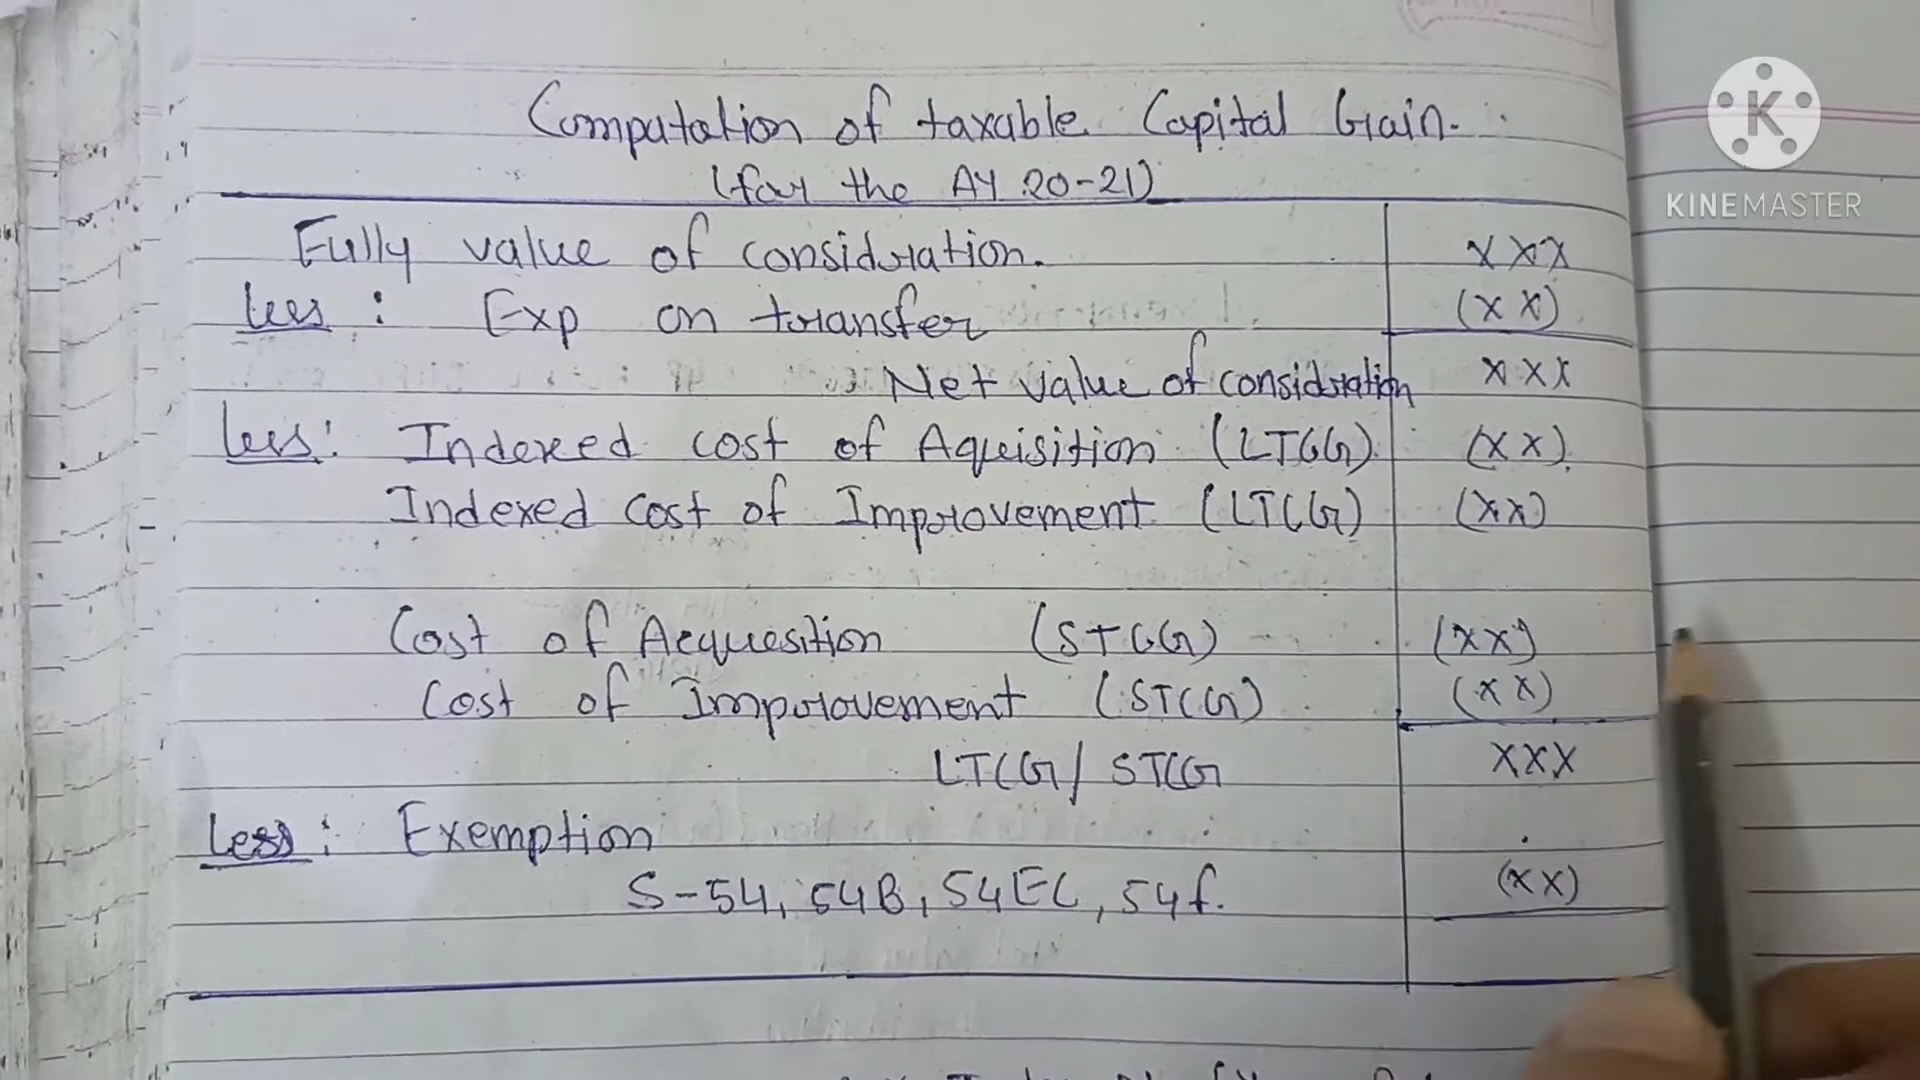 Computation of taxable Capital Gain.
(for the AY 20-21)
Fully value of considration. XXX
Less : Exp on transfer (XX)
Net value of considration XXX
Less: Indexed cost of Aquisition (LTCG) (XX)
Indexed Cost of Improvement (LTCG) (XX)
Cost of Acquesition (STCG) (XX)
Cost of Improvement (STCG) (XX)
LTCG/STCG XXX
Less: Exemption
S-54, 54B, 54EC, 54f. (XX)
K
KINEMASTER